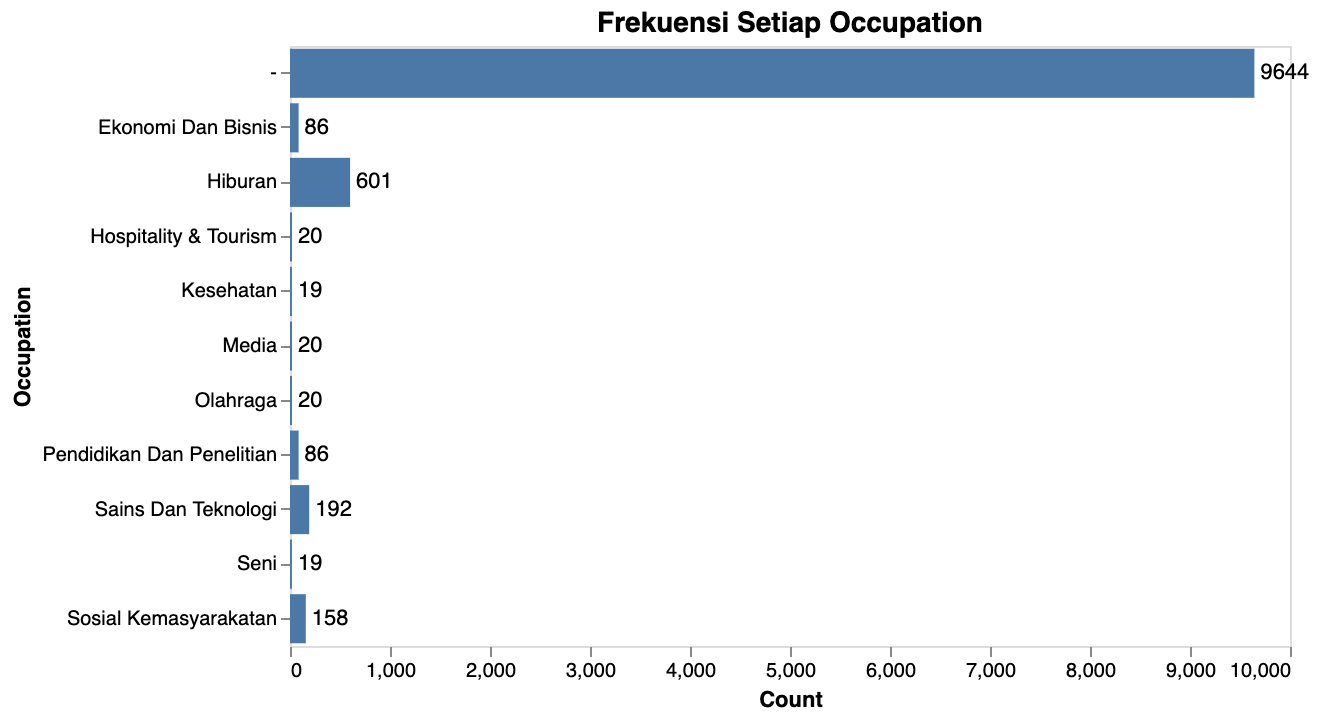 Frekuensi Setiap Occupation
- 9644
Ekonomi Dan Bisnis 86
Hiburan 601
Hospitality & Tourism 20
Kesehatan 19
Media 20
Olahraga 20
Pendidikan Dan Penelitian 86
Sains Dan Teknologi 192
Seni 19
Sosial Kemasyarakatan 158
Occupation
0 1,000 2,000 3,000 4,000 5,000 6,000 7,000 8,000 9,000 10,000
Count